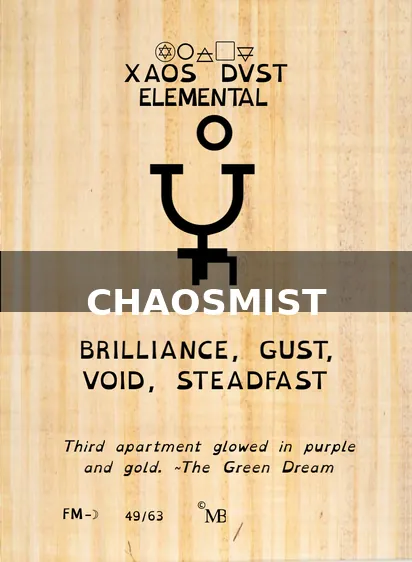 XAOS DVST
ELEMENTAL
CHAOSMIST
BRILLIANCE, GUST,
VOID, STEADFAST
Third apartment glowed in purple
and gold. ~The Green Dream
FM-☽ 49/63 © MB